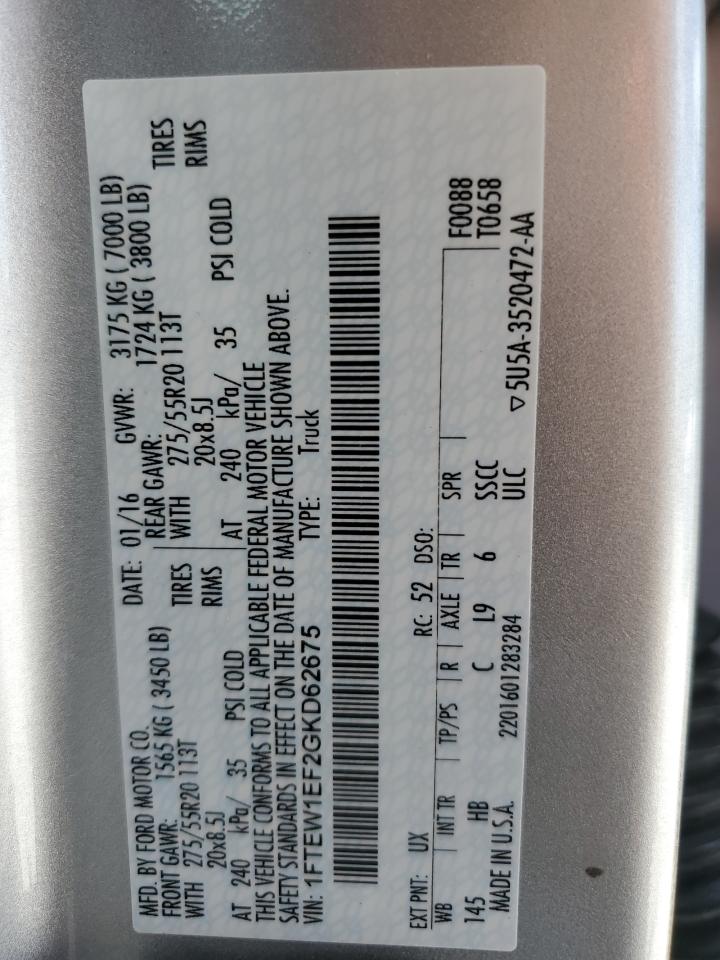 MFD. BY FORD MOTOR CO.
DATE: 01/16 GVWR: 3175 KG ( 7000 LB)
FRONT GAWR: 1565 KG ( 3450 LB)
REAR GAWR: 1724 KG ( 3800 LB)
WITH 275/55R20 113T TIRES
WITH 275/55R20 113T TIRES
20x8.5J RIMS
20x8.5J RIMS
AT 240 kPa/ 35 PSI COLD
AT 240 kPa/ 35 PSI COLD
THIS VEHICLE CONFORMS TO ALL APPLICABLE FEDERAL MOTOR VEHICLE
SAFETY STANDARDS IN EFFECT ON THE DATE OF MANUFACTURE SHOWN ABOVE.
VIN: 1FTEW1EF2GKD62675 TYPE: Truck
EXT PNT: UX RC: 52 DSO:
F0088
WB | INT TR | TP/PS | R | AXLE | TR | SPR
T0658
145 HB C L9 6 SSCC
MADE IN U.S.A. 2201601283284 ULC
▽5U5A-3520472-AA